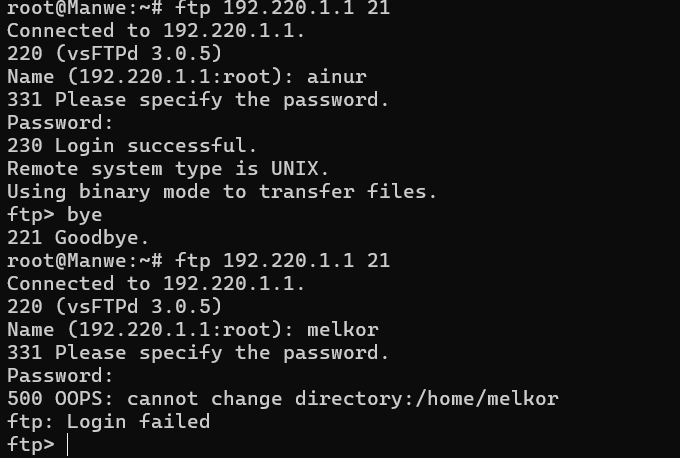 root@Manwe:~# ftp 192.220.1.1 21
Connected to 192.220.1.1.
220 (vsFTPd 3.0.5)
Name (192.220.1.1:root): ainur
331 Please specify the password.
Password:
230 Login successful.
Remote system type is UNIX.
Using binary mode to transfer files.
ftp> bye
221 Goodbye.
root@Manwe:~# ftp 192.220.1.1 21
Connected to 192.220.1.1.
220 (vsFTPd 3.0.5)
Name (192.220.1.1:root): melkor
331 Please specify the password.
Password:
500 OOPS: cannot change directory:/home/melkor
ftp: Login failed
ftp>